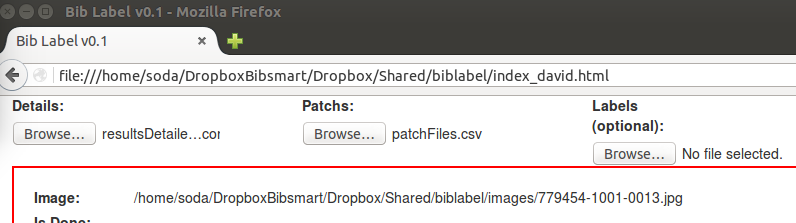 Bib Label v0.1 - Mozilla Firefox
Bib Label v0.1
file:///home/soda/DropboxBibsmart/Dropbox/Shared/biblabel/index_david.html
Details: Patchs: Labels (optional):
Browse... resultsDetaile...cor Browse... patchFiles.csv Browse... No file selected.
Image: /home/soda/DropboxBibsmart/Dropbox/Shared/biblabel/images/779454-1001-0013.jpg
Is Done: